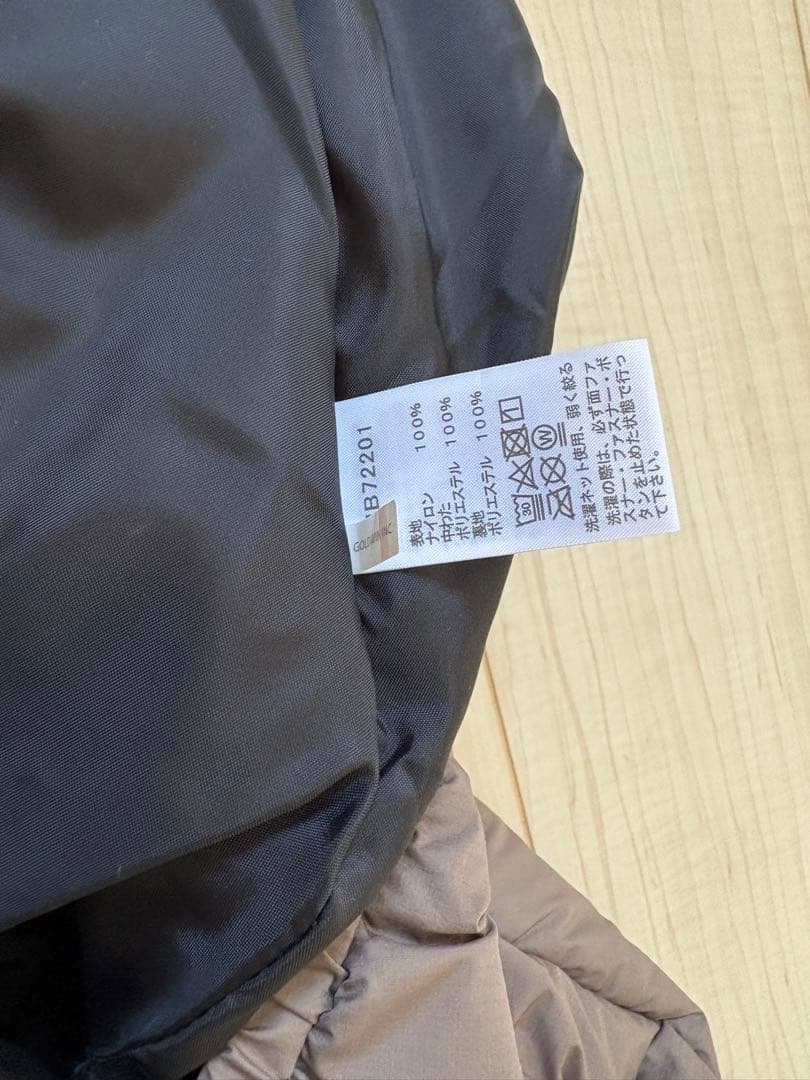 B72201
表地
ナイロン 100%
中わた
ポリエステル 100%
裏地
ポリエステル 100%
30
W
洗濯ネット使用、弱く絞る
洗濯の際は、必ず面ファ
スナー・ファスナー・ボ
タンを止めた状態で行っ
て下さい。
INC